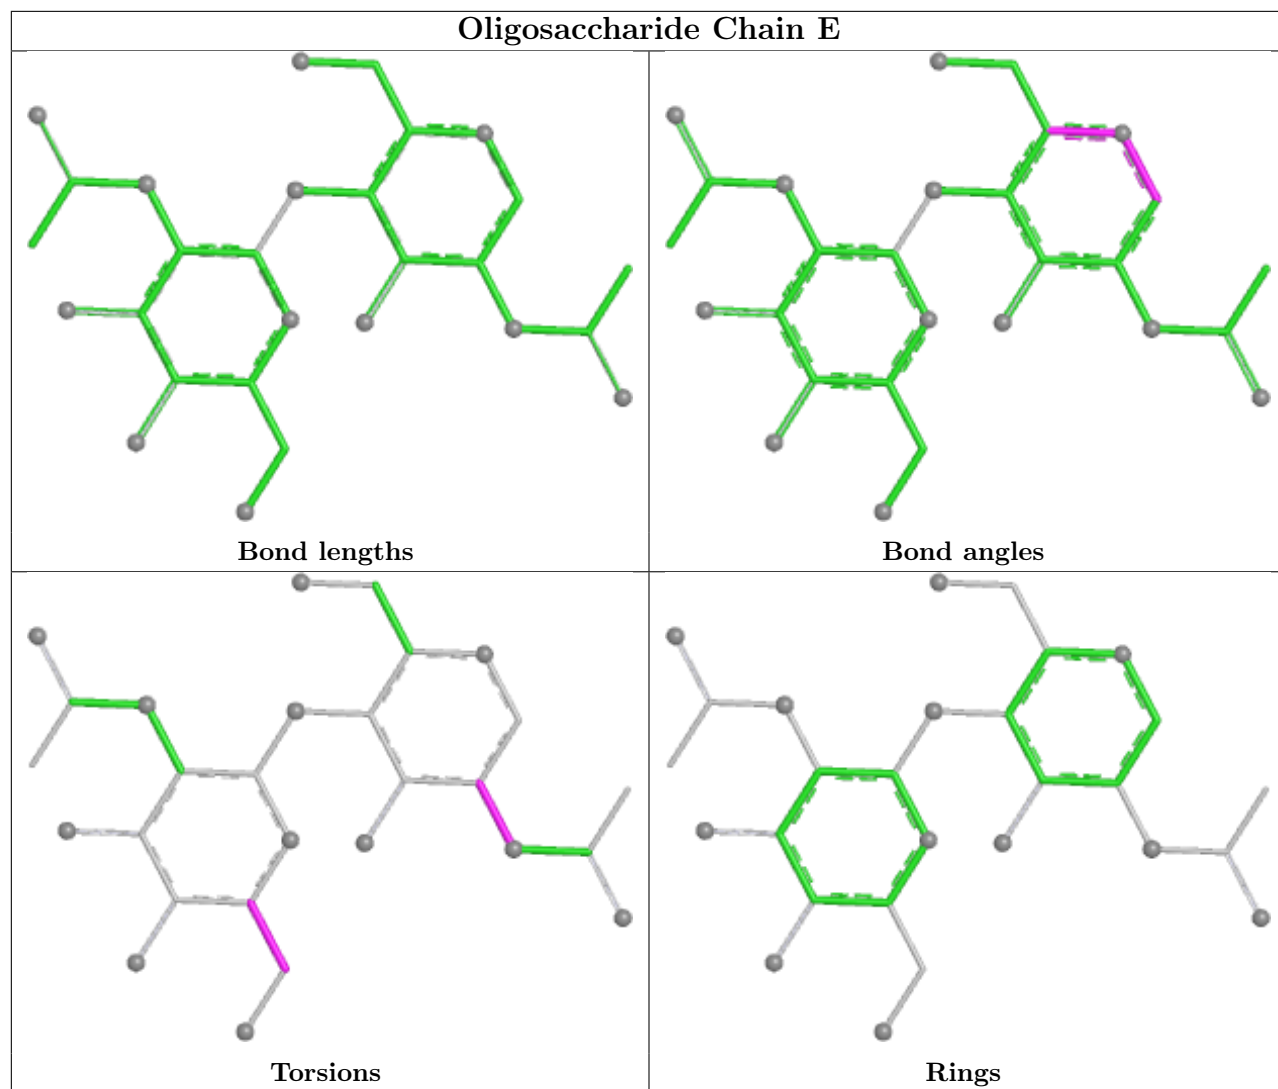 Oligosaccharide Chain E
Bond lengths
Bond angles
Torsions
Rings